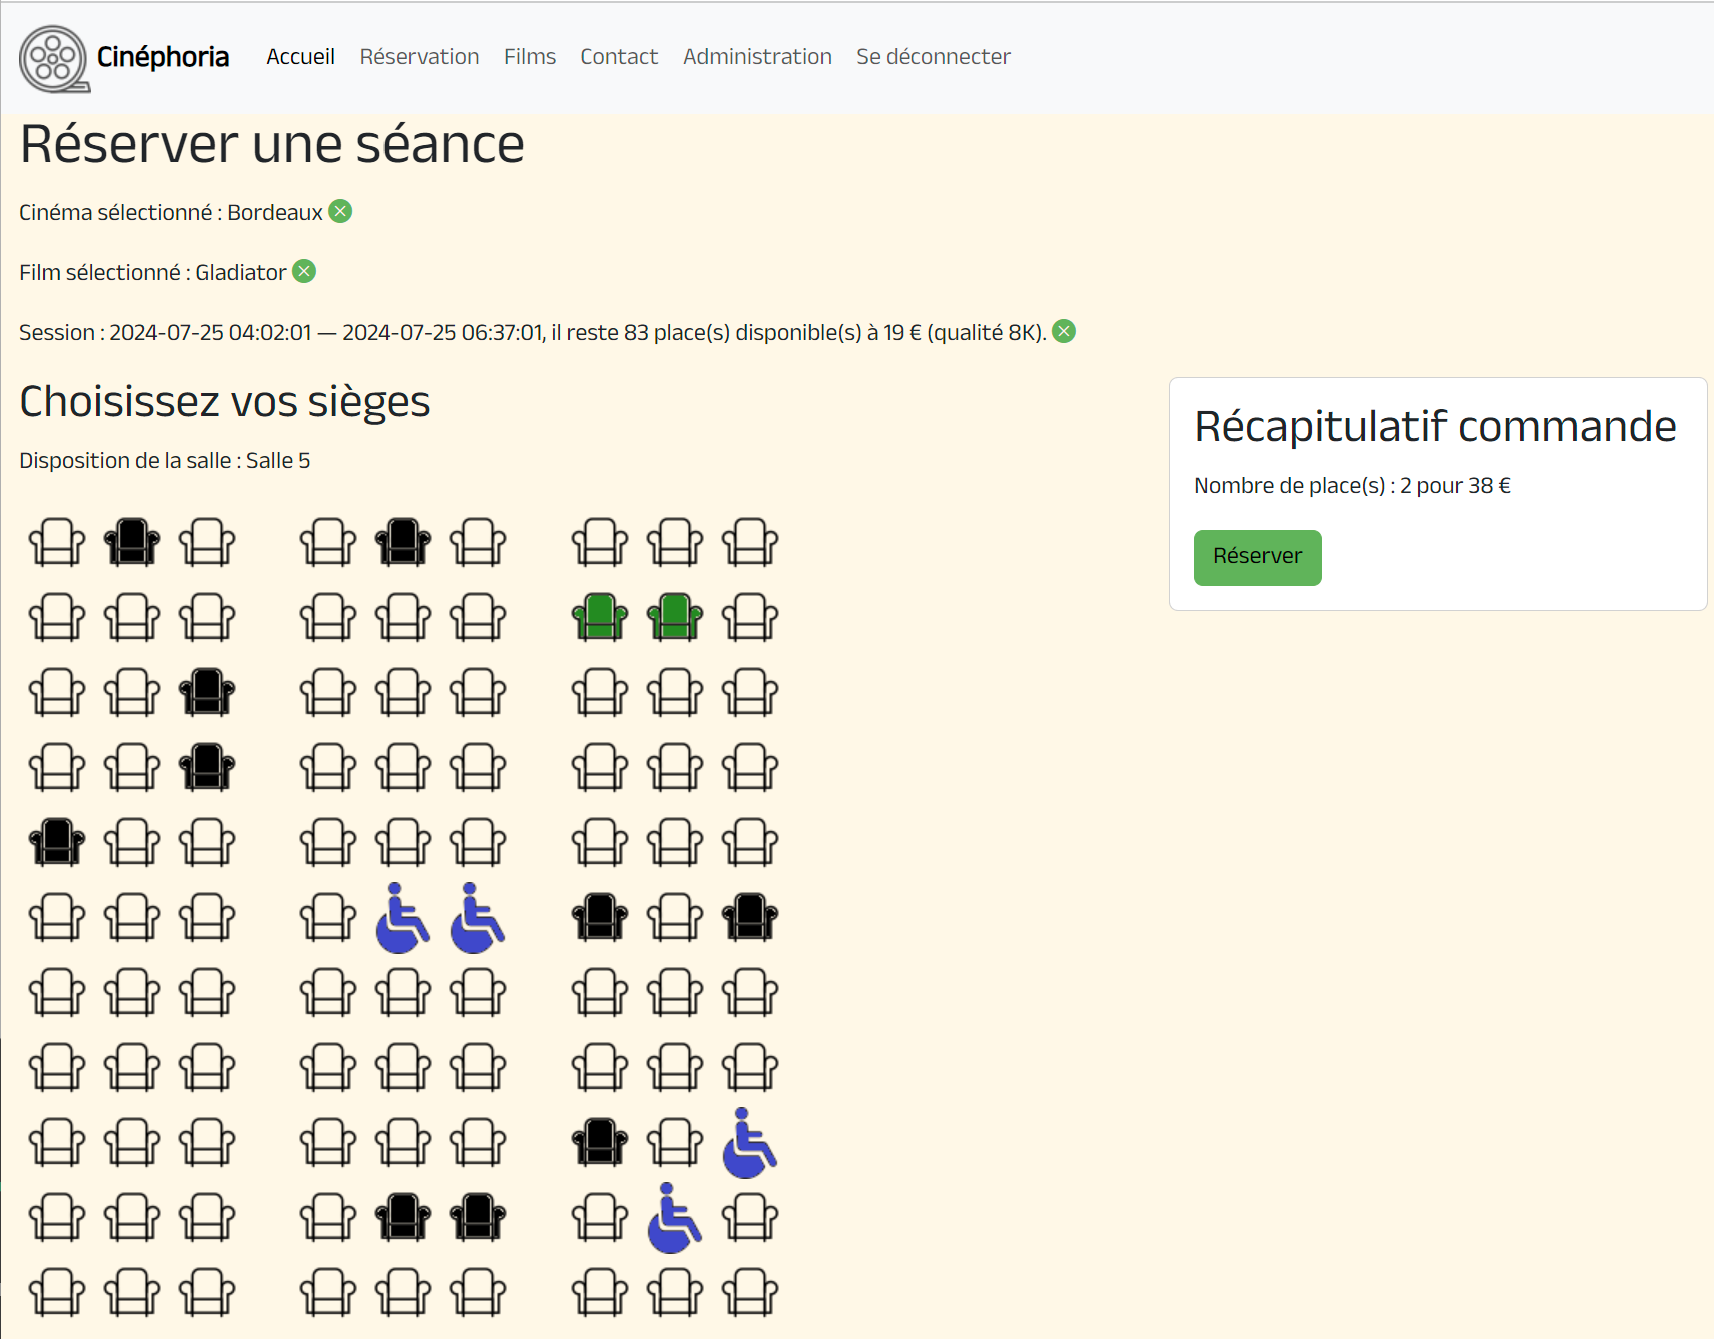 Cinéphoria Accueil Réservation Films Contact Administration Se déconnecter
Réserver une séance
Cinéma sélectionné : Bordeaux
Film sélectionné : Gladiator
Session : 2024-07-25 04:02:01 — 2024-07-25 06:37:01, il reste 83 place(s) disponible(s) à 19 € (qualité 8K).
Choisissez vos sièges
Disposition de la salle : Salle 5
Récapitulatif commande
Nombre de place(s) : 2 pour 38 €
Réserver